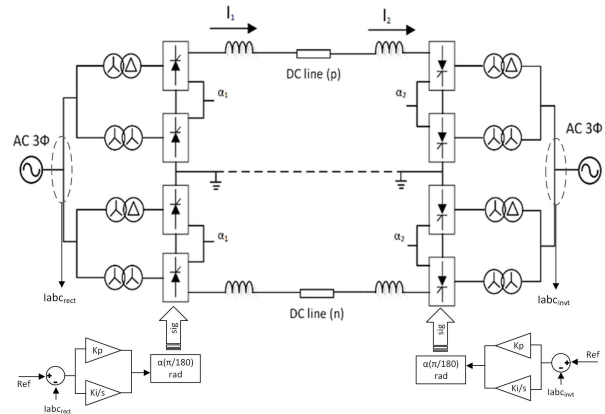 I₁
I₂
DC line (p)
α₁
α₂
AC 3Φ
AC 3Φ
α₁
α₂
Iabcrect
Iabcinvt
DC line (n)
sig
sig
Kp
Ki/s
α(π/180)
rad
Ref
Iabcrect
α(π/180)
rad
Kp
Ki/s
Ref
Iabcinvt